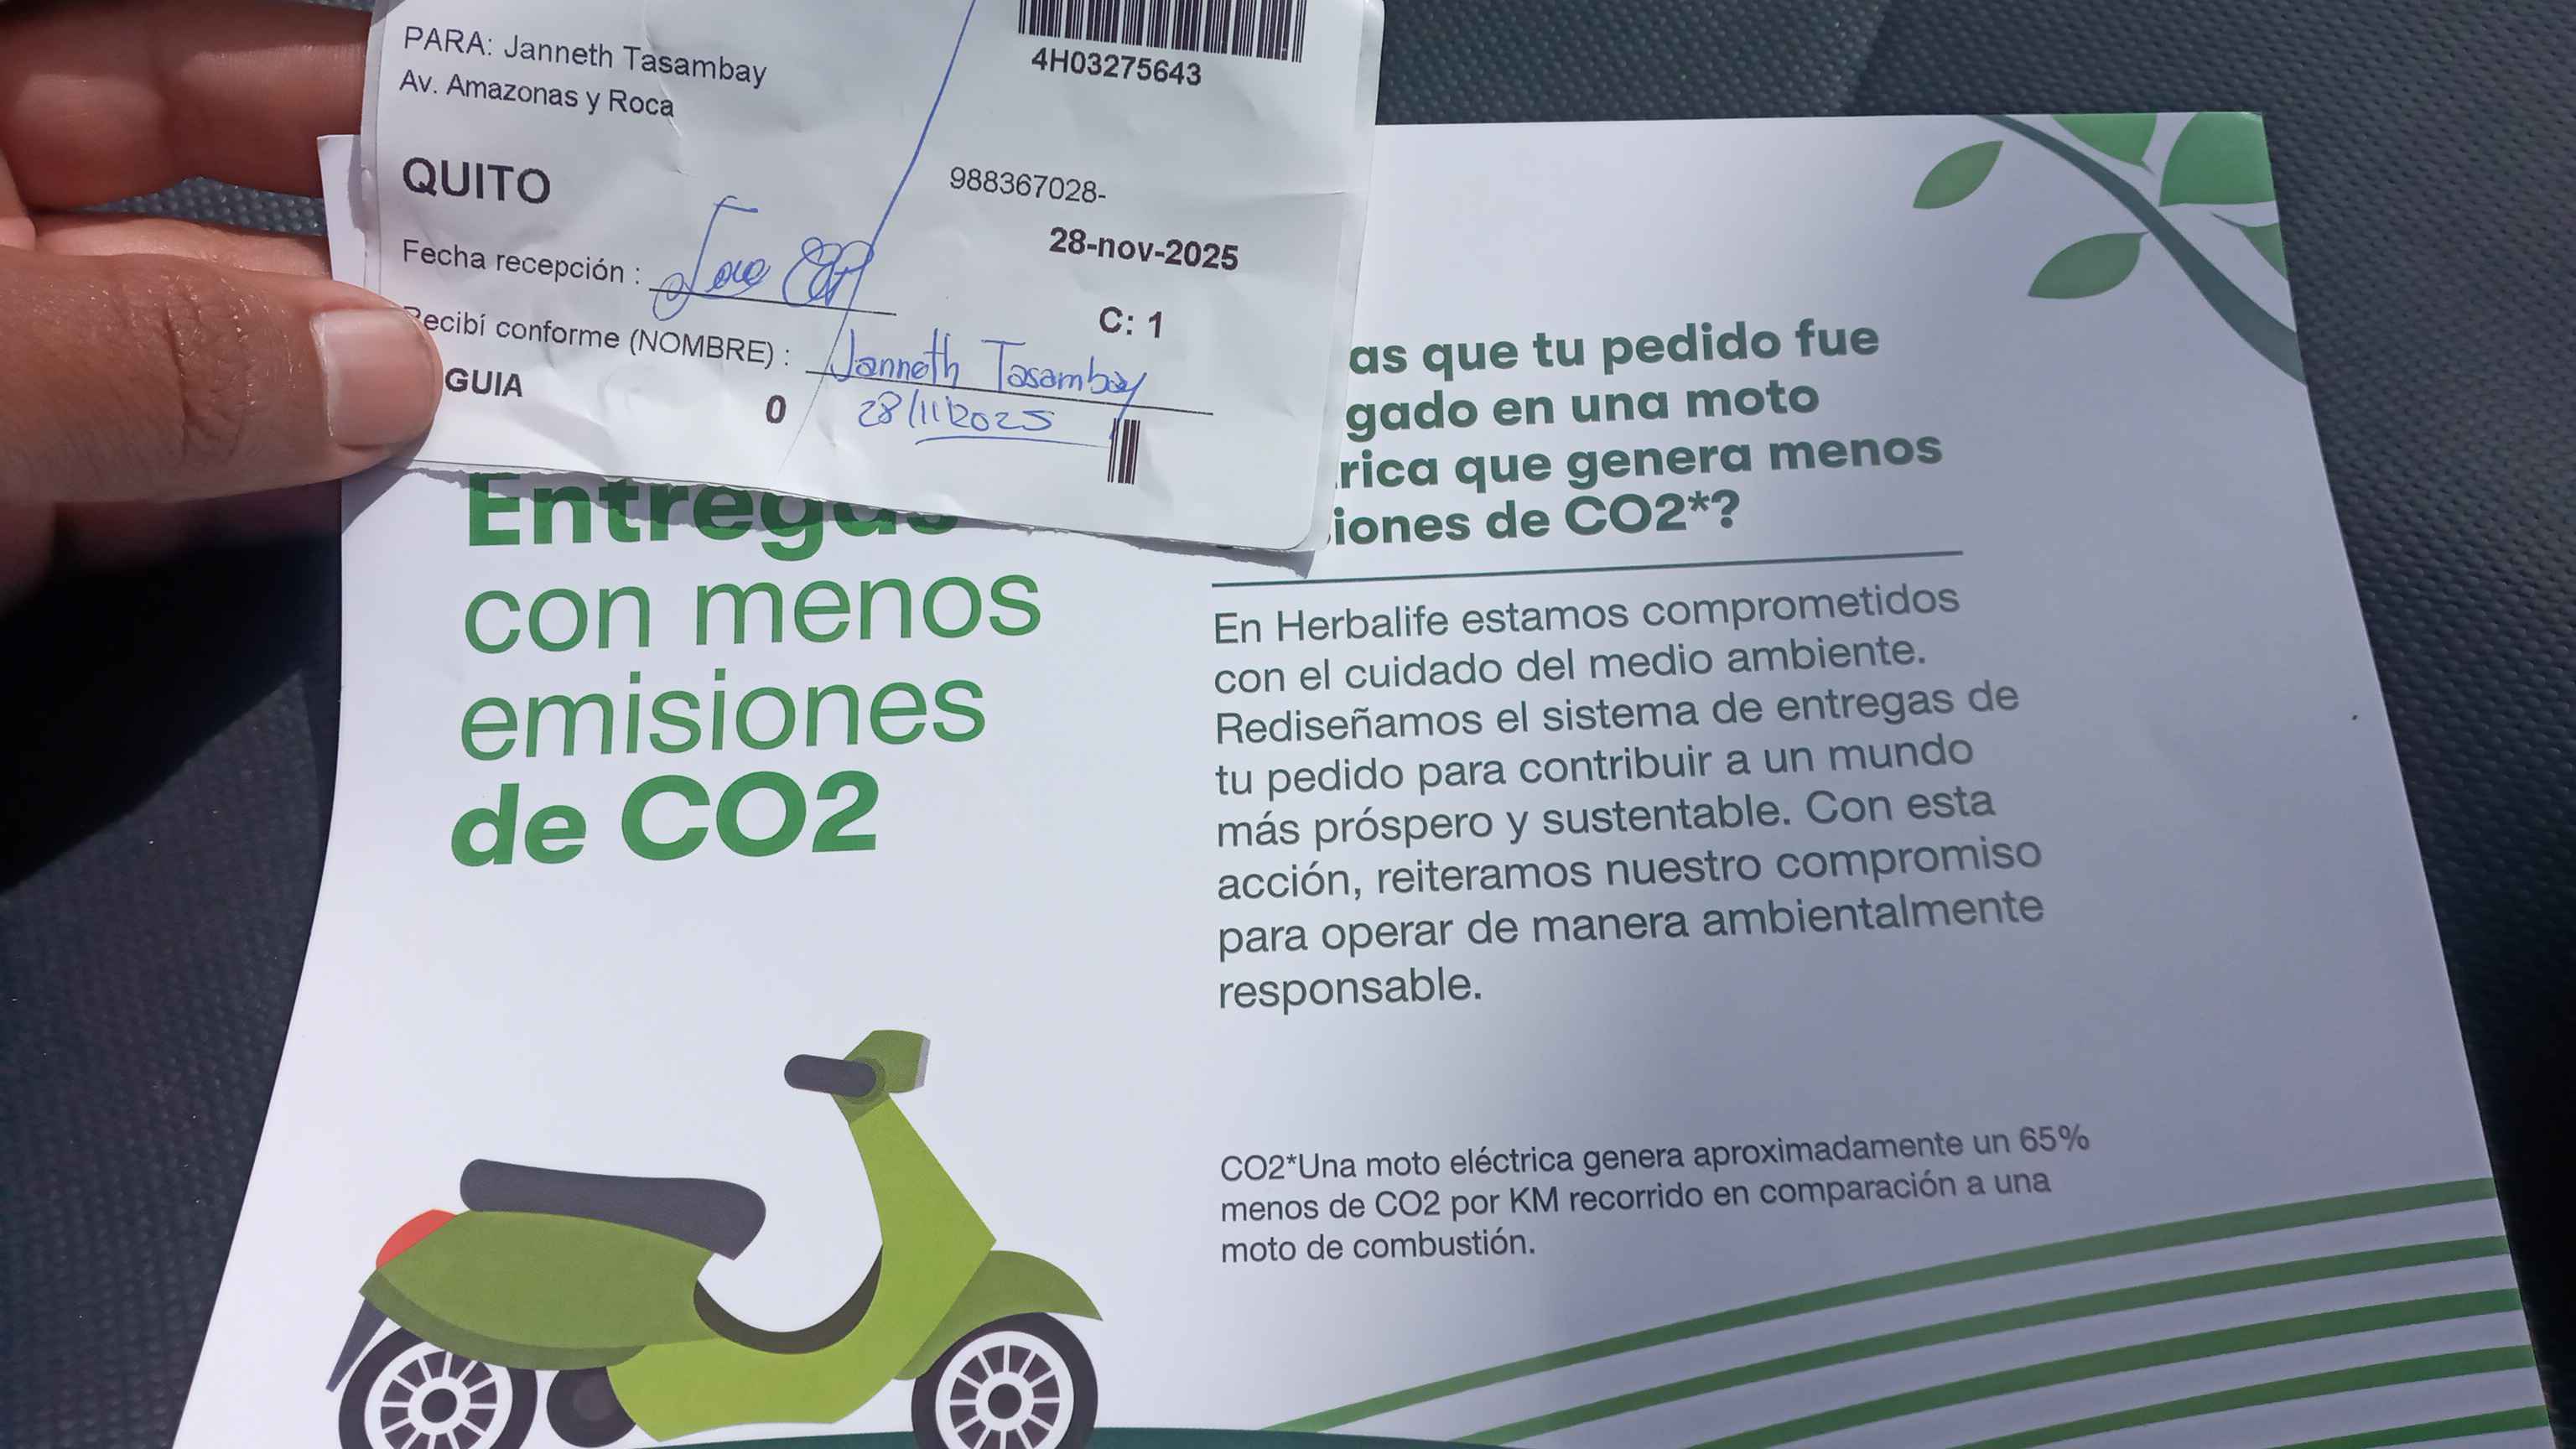 PARA: Janneth Tasambay
Av. Amazonas y Roca
QUITO
4H03275643
988367028-
28-nov-2025
C: 1
Fecha recepción :
Recibí conforme (NOMBRE) : Janneth Tasambay
28/11/2025
GUIA
0
Entregas
con menos
emisiones
de CO2
as que tu pedido fue
gado en una moto
rica que genera menos
iones de CO2*?
En Herbalife estamos comprometidos
con el cuidado del medio ambiente.
Rediseñamos el sistema de entregas de
tu pedido para contribuir a un mundo
más próspero y sustentable. Con esta
acción, reiteramos nuestro compromiso
para operar de manera ambientalmente
responsable.
CO2*Una moto eléctrica genera aproximadamente un 65%
menos de CO2 por KM recorrido en comparación a una
moto de combustión.